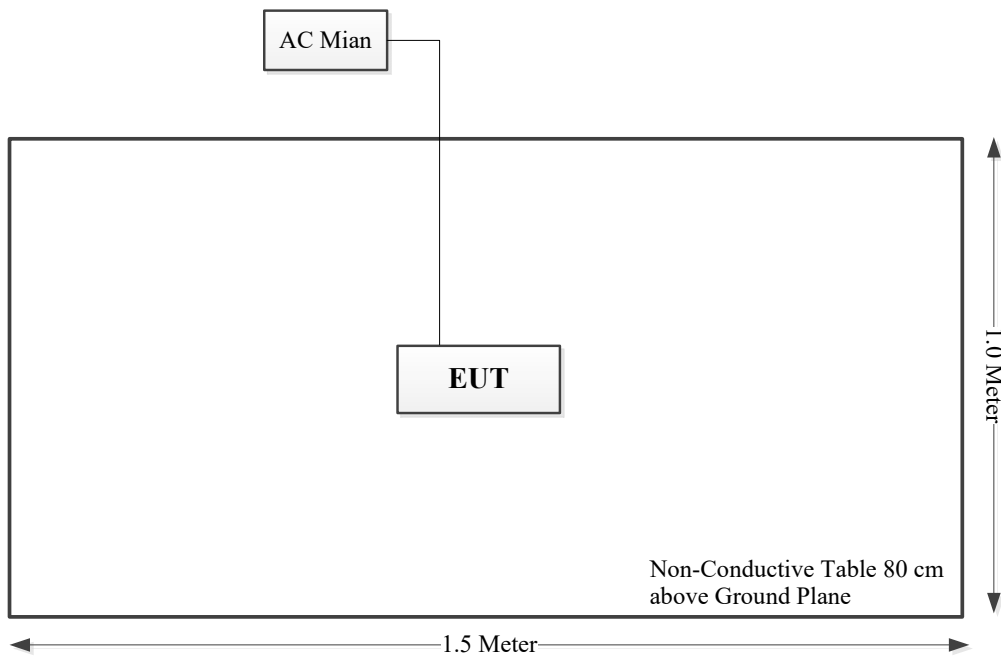 AC Mian
EUT
1.0 Meter
Non-Conductive Table 80 cm
above Ground Plane
1.5 Meter